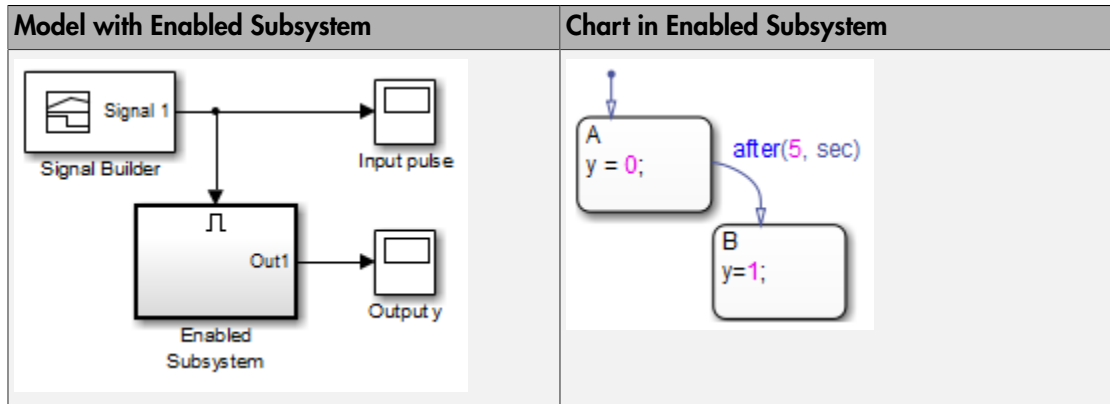 Model with Enabled Subsystem
Chart in Enabled Subsystem
Signal 1
Signal Builder
Input pulse
Out1
Output y
Enabled
Subsystem
A
y = 0;
after(5, sec)
B
y=1;